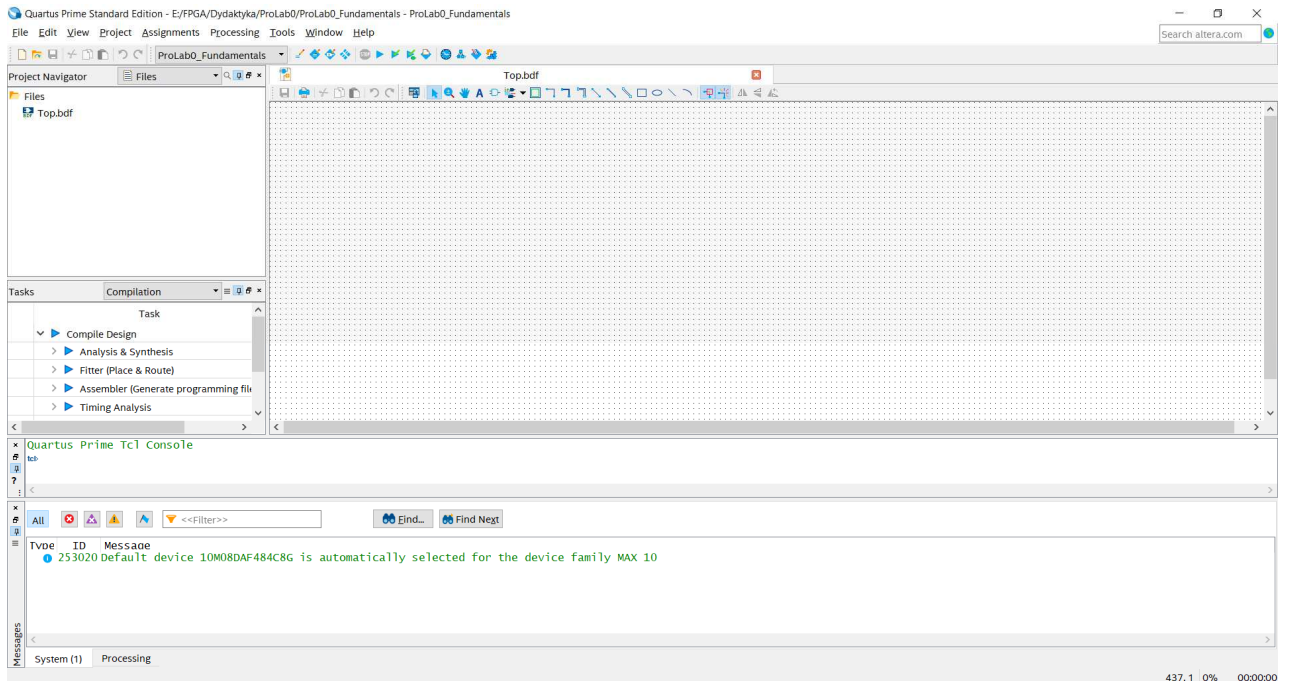 Quartus Prime Standard Edition - E:/FPGA/Dydaktyka/ProLab0/ProLab0_Fundamentals - ProLab0_Fundamentals
File Edit View Project Assignments Processing Tools Window Help
Search altera.com
ProLab0_Fundamentals
Project Navigator Files
Top.bdf
Files
Top.bdf
Tasks Compilation
Task
Compile Design
Analysis & Synthesis
Fitter (Place & Route)
Assembler (Generate programming file
Timing Analysis
Quartus Prime Tcl Console
tcl>
All <<Filter>> Find... Find Next
Type ID Message
253020 Default device 10M08DAF484C8G is automatically selected for the device family MAX 10
Messages
System (1) Processing
437, 1 0% 00:00:00